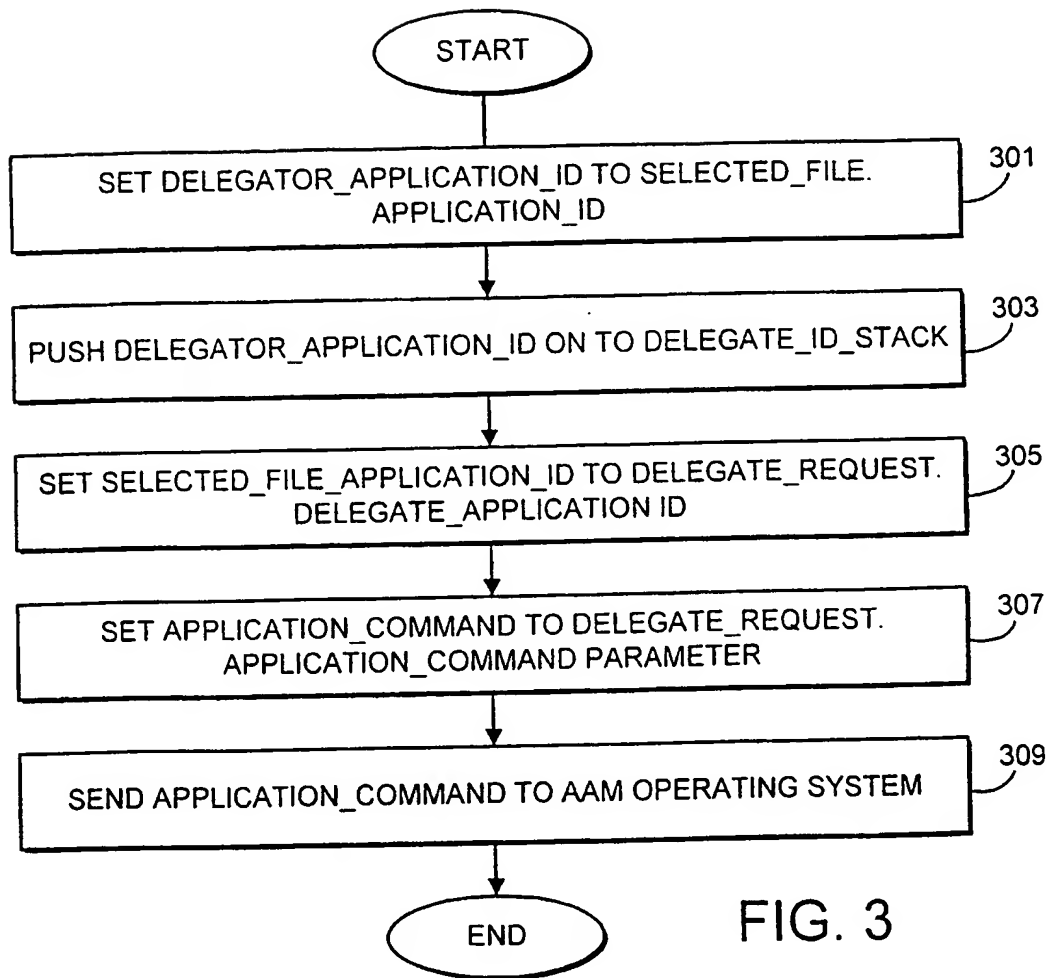 START
SET DELEGATOR_APPLICATION_ID TO SELECTED_FILE.
APPLICATION_ID
301
PUSH DELEGATOR_APPLICATION_ID ON TO DELEGATE_ID_STACK
303
SET SELECTED_FILE_APPLICATION_ID TO DELEGATE_REQUEST.
DELEGATE_APPLICATION ID
305
SET APPLICATION_COMMAND TO DELEGATE_REQUEST.
APPLICATION_COMMAND PARAMETER
307
SEND APPLICATION_COMMAND TO AAM OPERATING SYSTEM
309
END
FIG. 3